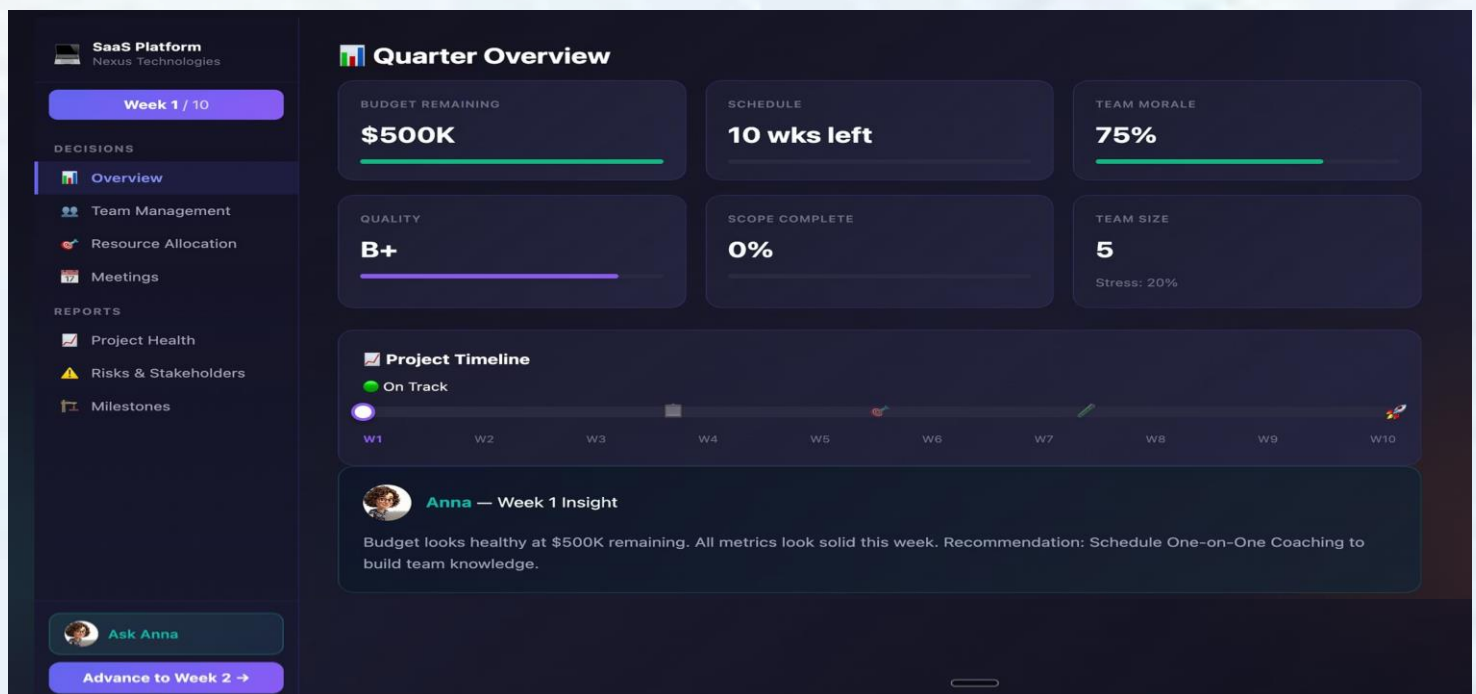 SaaS Platform
Nexus Technologies
Week 1 / 10
DECISIONS
Overview
Team Management
Resource Allocation
Meetings
REPORTS
Project Health
Risks & Stakeholders
Milestones
Ask Anna
Advance to Week 2 →
Quarter Overview
BUDGET REMAINING
$500K
SCHEDULE
10 wks left
TEAM MORALE
75%
QUALITY
B+
SCOPE COMPLETE
0%
TEAM SIZE
5
Stress: 20%
Project Timeline
On Track
W1 W2 W3 W4 W5 W6 W7 W8 W9 W10
Anna — Week 1 Insight
Budget looks healthy at $500K remaining. All metrics look solid this week. Recommendation: Schedule One-on-One Coaching to
build team knowledge.